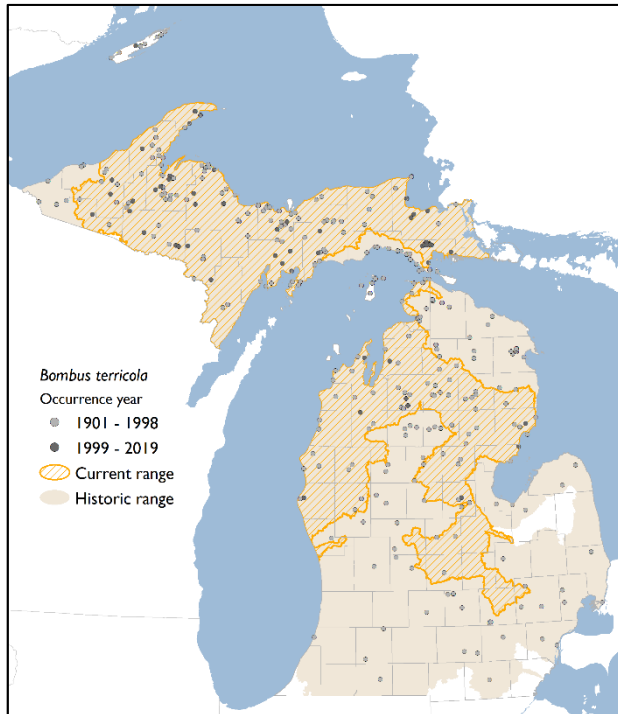 Bombus terricola
Occurrence year
1901 - 1998
1999 - 2019
Current range
Historic range